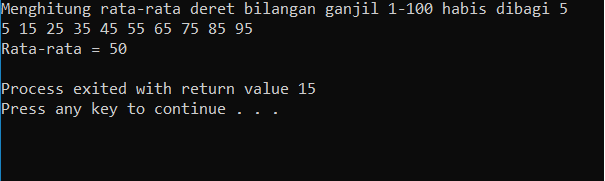 Menghitung rata-rata deret bilangan ganjil 1-100 habis dibagi 5
5 15 25 35 45 55 65 75 85 95
Rata-rata = 50
Process exited with return value 15
Press any key to continue . . .